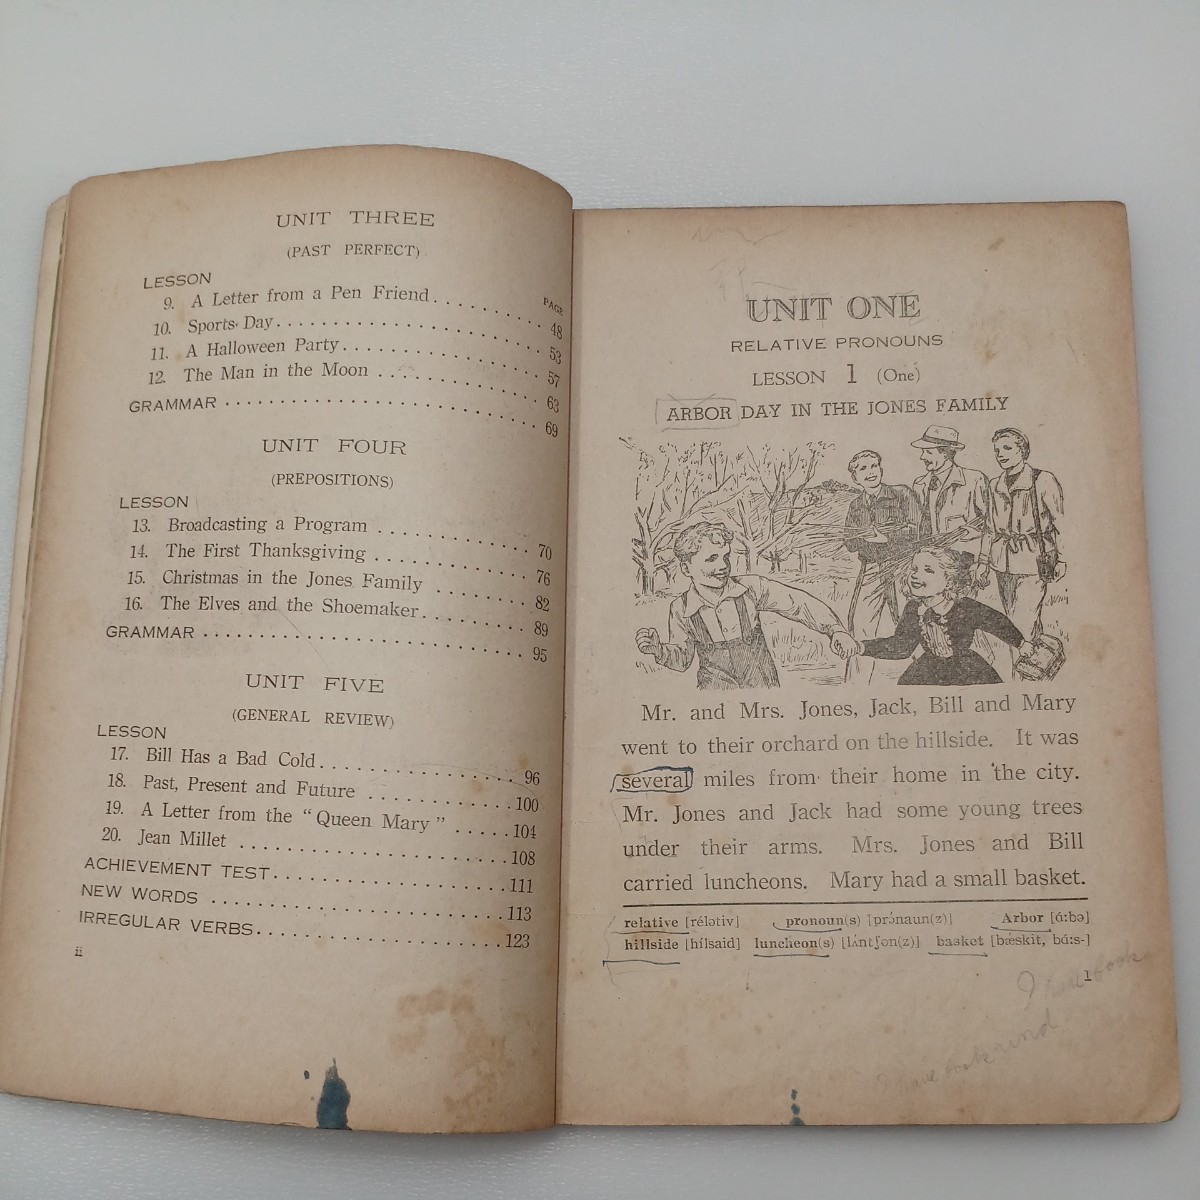 UNIT THREE
(PAST PERFECT)
LESSON
PAGE
9. A Letter from a Pen Friend . . . . . . . . 48
10. Sports Day . . . . . . . . . . . . . . . . 53
11. A Halloween Party . . . . . . . . . . . . 57
12. The Man in the Moon . . . . . . . . . . . 63
GRAMMAR . . . . . . . . . . . . . . . . . . 69
UNIT FOUR
(PREPOSITIONS)
LESSON
13. Broadcasting a Program . . . . . . . . . . 70
14. The First Thanksgiving . . . . . . . . . . 76
15. Christmas in the Jones Family . . . . . . . 82
16. The Elves and the Shoemaker . . . . . . . . 89
GRAMMAR . . . . . . . . . . . . . . . . . . 95
UNIT FIVE
(GENERAL REVIEW)
LESSON
17. Bill Has a Bad Cold . . . . . . . . . . . . 96
18. Past, Present and Future . . . . . . . . . 100
19. A Letter from the "Queen Mary" . . . . . 104
20. Jean Millet . . . . . . . . . . . . . . . . 108
ACHIEVEMENT TEST . . . . . . . . . . . . . . 111
NEW WORDS . . . . . . . . . . . . . . . . . 113
IRREGULAR VERBS . . . . . . . . . . . . . . 123
ii
UNIT ONE
RELATIVE PRONOUNS
LESSON 1 (One)
ARBOR DAY IN THE JONES FAMILY
Mr. and Mrs. Jones, Jack, Bill and Mary
went to their orchard on the hillside. It was
several miles from their home in the city.
Mr. Jones and Jack had some young trees
under their arms. Mrs. Jones and Bill
carried luncheons. Mary had a small basket.
relative [rélətiv] pronoun(s) [prónaun(z)] Arbor [ɑ́:bə]
hillside [hílsaid] luncheon(s) [lʌ́ntʃən(z)] basket [bǽskit, bɑ́:s-]
1
I have book
I have